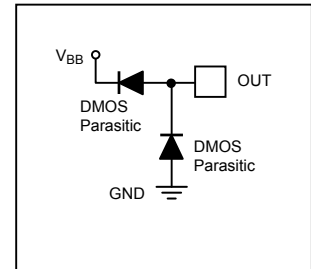 VBB
OUT
DMOS
Parasitic
DMOS
Parasitic
GND